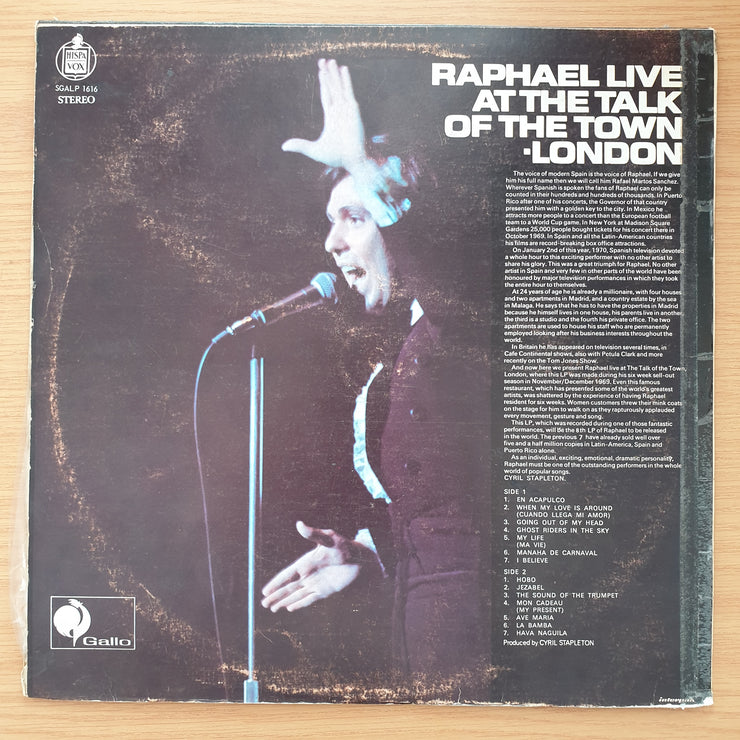 HISPA
VOX
SGALP 1616
STEREO
RAPHAEL LIVE
AT THE TALK
OF THE TOWN
·LONDON
The voice of modern Spain is the voice of Raphael. If we give
him his full name then we will call him Rafael Martos Sanchez.
Wherever Spanish is spoken the fans of Raphael can only be
counted in their hundreds and hundreds of thousands. In Puerto
Rico after one of his concerts, the Governor of that country
presented him with a golden key to the city. In Mexico he
attracts more people to a concert than the European football
team to a World Cup game. In New York at Madison Square
Gardens 25,000 people bought tickets for his concert there in
October 1969. In Spain and all the Latin-American countries
his films are record-breaking box office attractions.
On January 2nd of this year, 1970, Spanish television devoted
a whole hour to this exciting performer with no other artist to
share his glory. This was a great triumph for Raphael. No other
artist in Spain and very few in other parts of the world have been
honoured by major television performances in which they took
the entire hour to themselves.
At 24 years of age he is already a millionaire, with four houses
and two apartments in Madrid, and a country estate by the sea
in Malaga. He says that he has to have the properties in Madrid
because he himself lives in one house, his parents live in another,
the third is a studio and the fourth his private office. The two
apartments are used to house his staff who are permanently
employed looking after his business interests throughout the
world.
In Britain he has appeared on television several times, in
Cafe Continental shows, also with Petula Clark and more
recently on the Tom Jones Show.
And now here we present Raphael live at The Talk of the Town,
London, where this LP was made during his six week sell-out
season in November/December 1969. Even this famous
restaurant, which has presented some of the world's greatest
artists, was shattered by the experience of having Raphael
resident for six weeks. Women customers threw their mink coats
on the stage for him to walk on as they rapturously applauded
every movement, gesture and song.
This LP, which was recorded during one of those fantastic
performances, will be the 8th LP of Raphael to be released
in the world. The previous 7 have already sold well over
five and a half million copies in Latin-America, Spain and
Puerto Rico alone.
As an individual, exciting, emotional, dramatic personality,
Raphael must be one of the outstanding performers in the whole
world of popular songs.
CYRIL STAPLETON.
SIDE 1
1. EN ACAPULCO
2. WHEN MY LOVE IS AROUND
(CUANDO LLEGA MI AMOR)
3. GOING OUT OF MY HEAD
4. GHOST RIDERS IN THE SKY
5. MY LIFE
(MA VIE)
6. MANAHA DE CARNAVAL
7. I BELIEVE
SIDE 2
1. HOBO
2. JEZABEL
3. THE SOUND OF THE TRUMPET
4. MON CADEAU
(MY PRESENT)
5. AVE MARIA
6. LA BAMBA
7. HAVA NAGUILA
Produced by CYRIL STAPLETON
Gallo